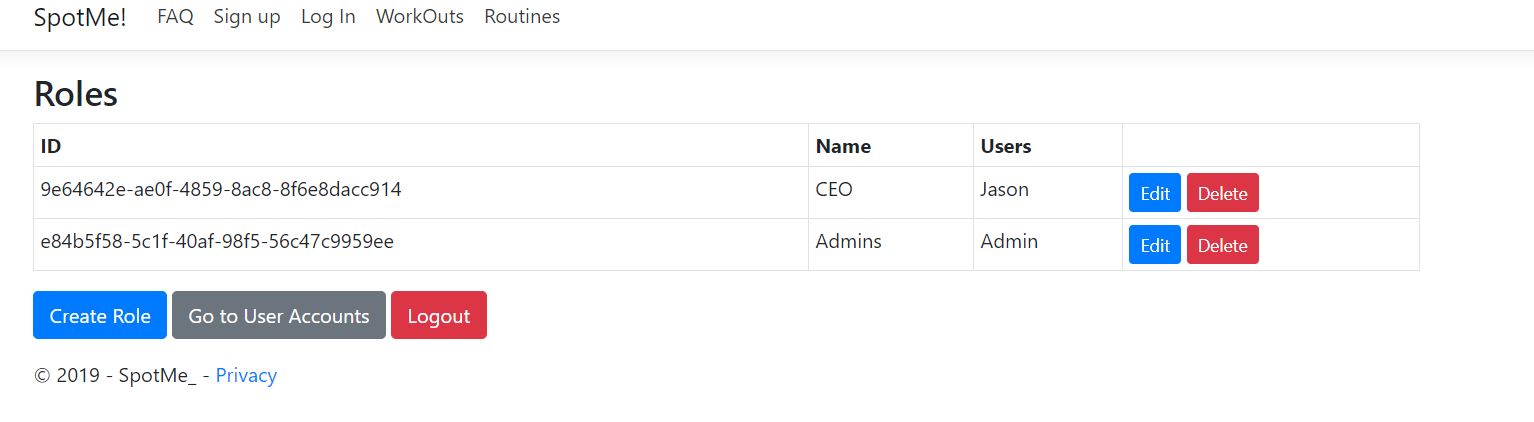 SpotMe! FAQ Sign up Log In WorkOuts Routines
Roles
ID Name Users
9e64642e-ae0f-4859-8ac8-8f6e8dacc914 CEO Jason Edit Delete
e84b5f58-5c1f-40af-98f5-56c47c9959ee Admins Admin Edit Delete
Create Role Go to User Accounts Logout
© 2019 - SpotMe_ - Privacy